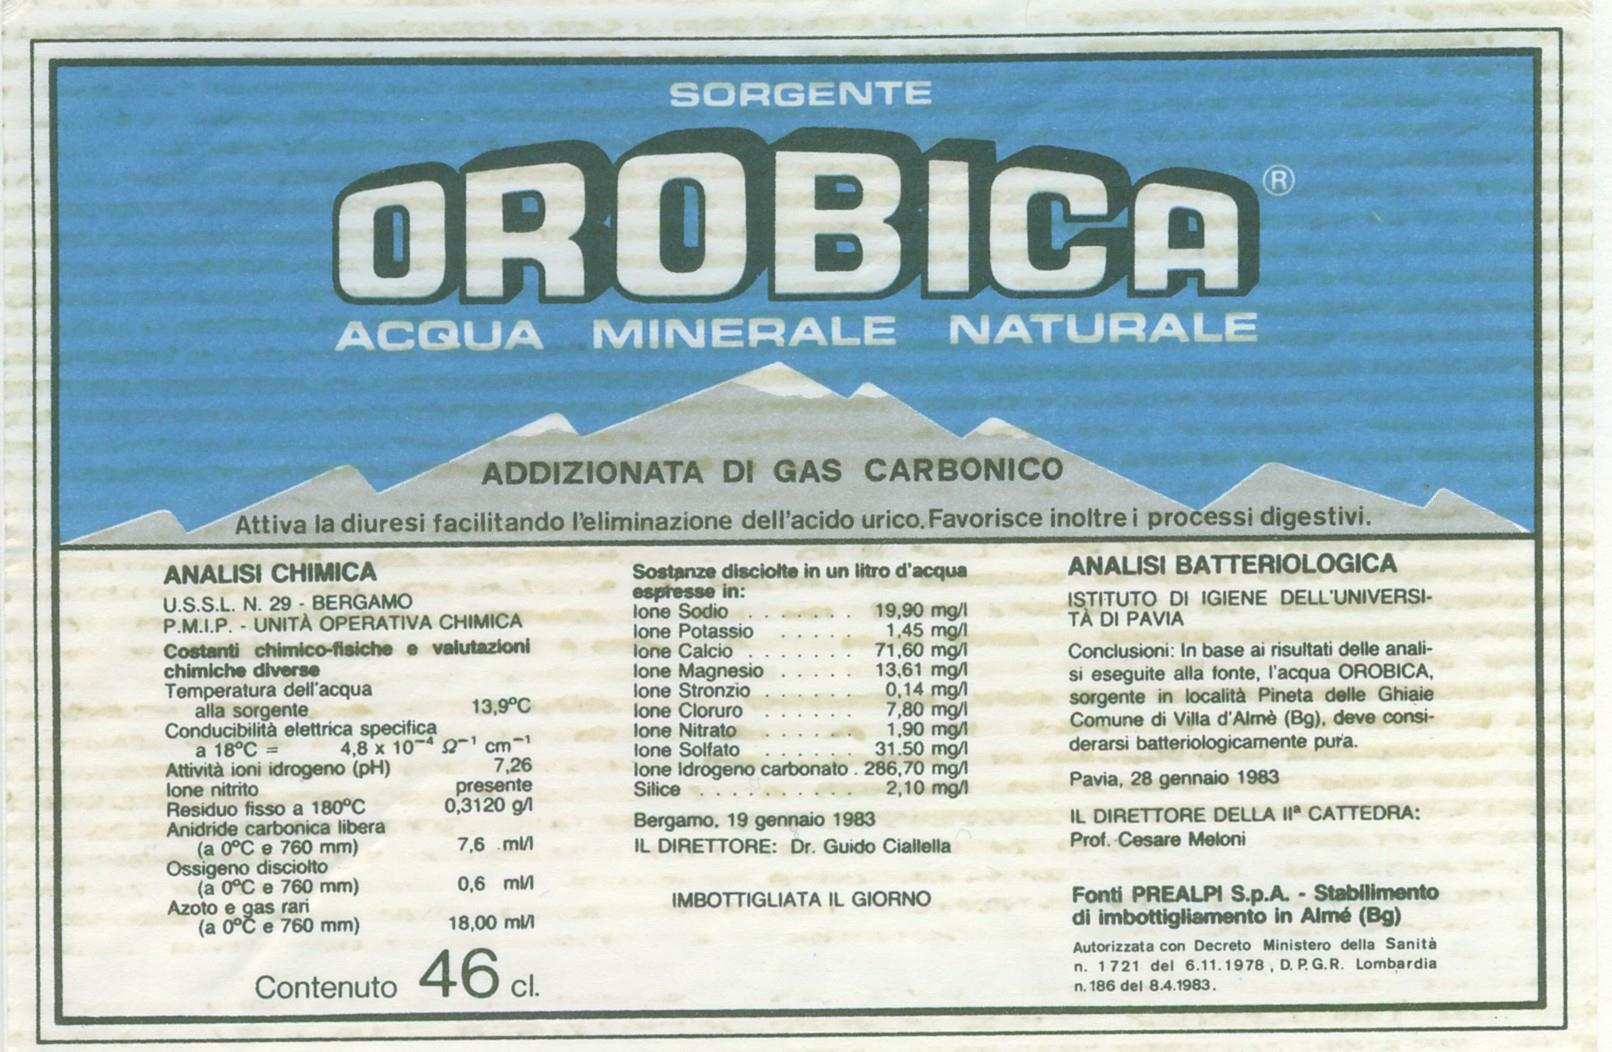 SORGENTE
OROBICA ®
ACQUA MINERALE NATURALE
ADDIZIONATA DI GAS CARBONICO
Attiva la diuresi facilitando l'eliminazione dell'acido urico. Favorisce inoltre i processi digestivi.
ANALISI CHIMICA
U.S.S.L. N. 29 - BERGAMO
P.M.I.P. - UNITÀ OPERATIVA CHIMICA
Costanti chimico-fisiche e valutazioni
chimiche diverse
Temperatura dell'acqua
alla sorgente 13,9°C
Conducibilità elettrica specifica
a 18°C = 4,8 x 10⁻⁴ Ω⁻¹ cm⁻¹
Attività ioni idrogeno (pH) 7,26
Ione nitrito presente
Residuo fisso a 180°C 0,3120 g/l
Anidride carbonica libera
(a 0°C e 760 mm) 7,6 ml/l
Ossigeno disciolto
(a 0°C e 760 mm) 0,6 ml/l
Azoto e gas rari
(a 0°C e 760 mm) 18,00 ml/l
Contenuto 46 cl.
Sostanze disciolte in un litro d'acqua
espresse in:
Ione Sodio . . . . . . . 19,90 mg/l
Ione Potassio . . . . . 1,45 mg/l
Ione Calcio . . . . . . . 71,60 mg/l
Ione Magnesio . . . . . 13,61 mg/l
Ione Stronzio . . . . . . 0,14 mg/l
Ione Cloruro . . . . . . 7,80 mg/l
Ione Nitrato . . . . . . 1,90 mg/l
Ione Solfato . . . . . . 31.50 mg/l
Ione Idrogeno carbonato . 286,70 mg/l
Silice . . . . . . . . . . 2,10 mg/l
Bergamo, 19 gennaio 1983
IL DIRETTORE: Dr. Guido Ciallella
IMBOTTIGLIATA IL GIORNO
ANALISI BATTERIOLOGICA
ISTITUTO DI IGIENE DELL'UNIVERSI-
TÀ DI PAVIA
Conclusioni: In base ai risultati delle anali-
si eseguite alla fonte, l'acqua OROBICA,
sorgente in località Pineta delle Ghiaie
Comune di Villa d'Almè (Bg), deve consi-
derarsi batteriologicamente pura.
Pavia, 28 gennaio 1983
IL DIRETTORE DELLA IIª CATTEDRA:
Prof. Cesare Meloni
Fonti PREALPI S.p.A. - Stabilimento
di imbottigliamento in Almé (Bg)
Autorizzata con Decreto Ministero della Sanità
n. 1721 del 6.11.1978, D.P.G.R. Lombardia
n. 186 del 8.4.1983.